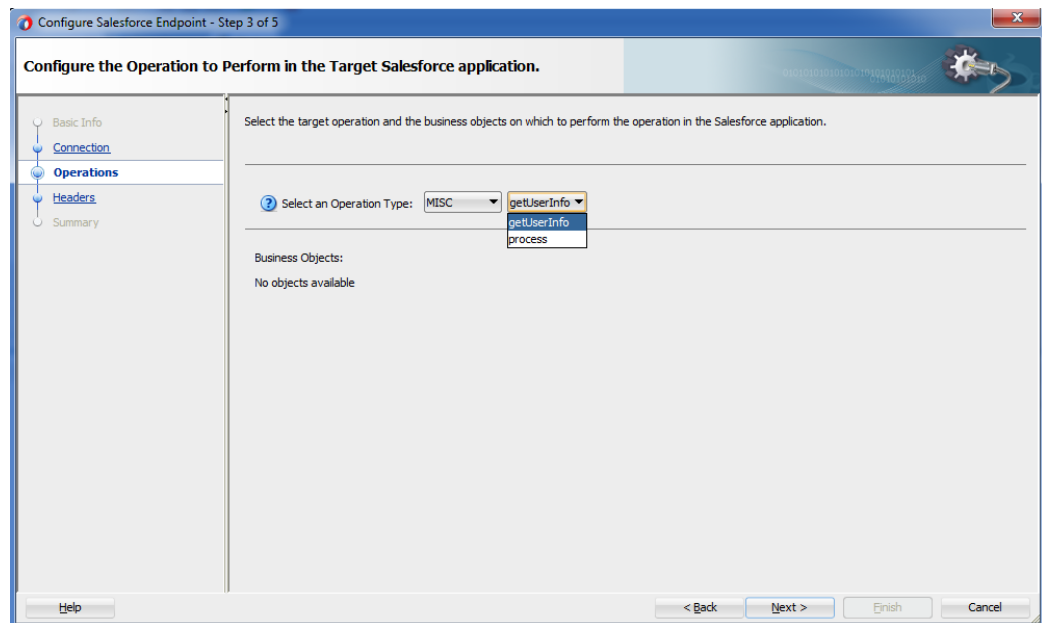 Configure Salesforce Endpoint - Step 3 of 5
Configure the Operation to Perform in the Target Salesforce application.
Basic Info
Connection
Operations
Headers
Summary
Select the target operation and the business objects on which to perform the operation in the Salesforce application.
Select an Operation Type: MISC getUserInfo
getUserInfo
process
Business Objects:
No objects available
Help < Back Next > Finish Cancel